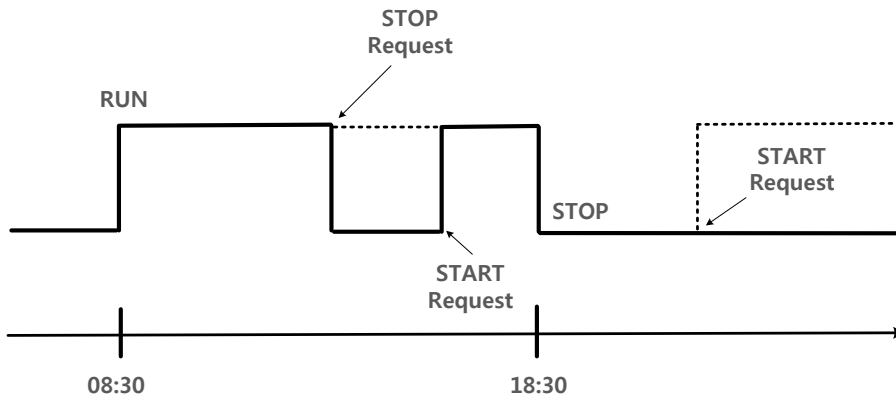 STOP
Request
RUN
START
Request
STOP
START
Request
08:30
18:30